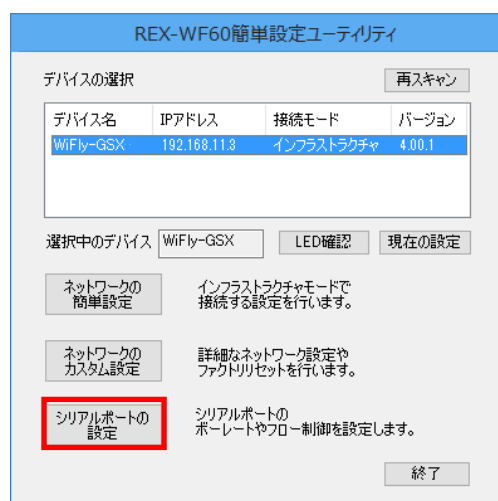 REX-WF60簡単設定ユーティリティ
デバイスの選択 再スキャン
デバイス名 IPアドレス 接続モード バージョン
WiFly-GSX 192.168.11.3 インフラストラクチャ 4.00.1
選択中のデバイス WiFly-GSX LED確認 現在の設定
ネットワークの
簡単設定
インフラストラクチャモードで
接続する設定を行います。
ネットワークの
カスタム設定
詳細なネットワーク設定や
ファクトリリセットを行います。
シリアルポートの
設定
シリアルポートの
ボーレートやフロー制御を設定します。
終了